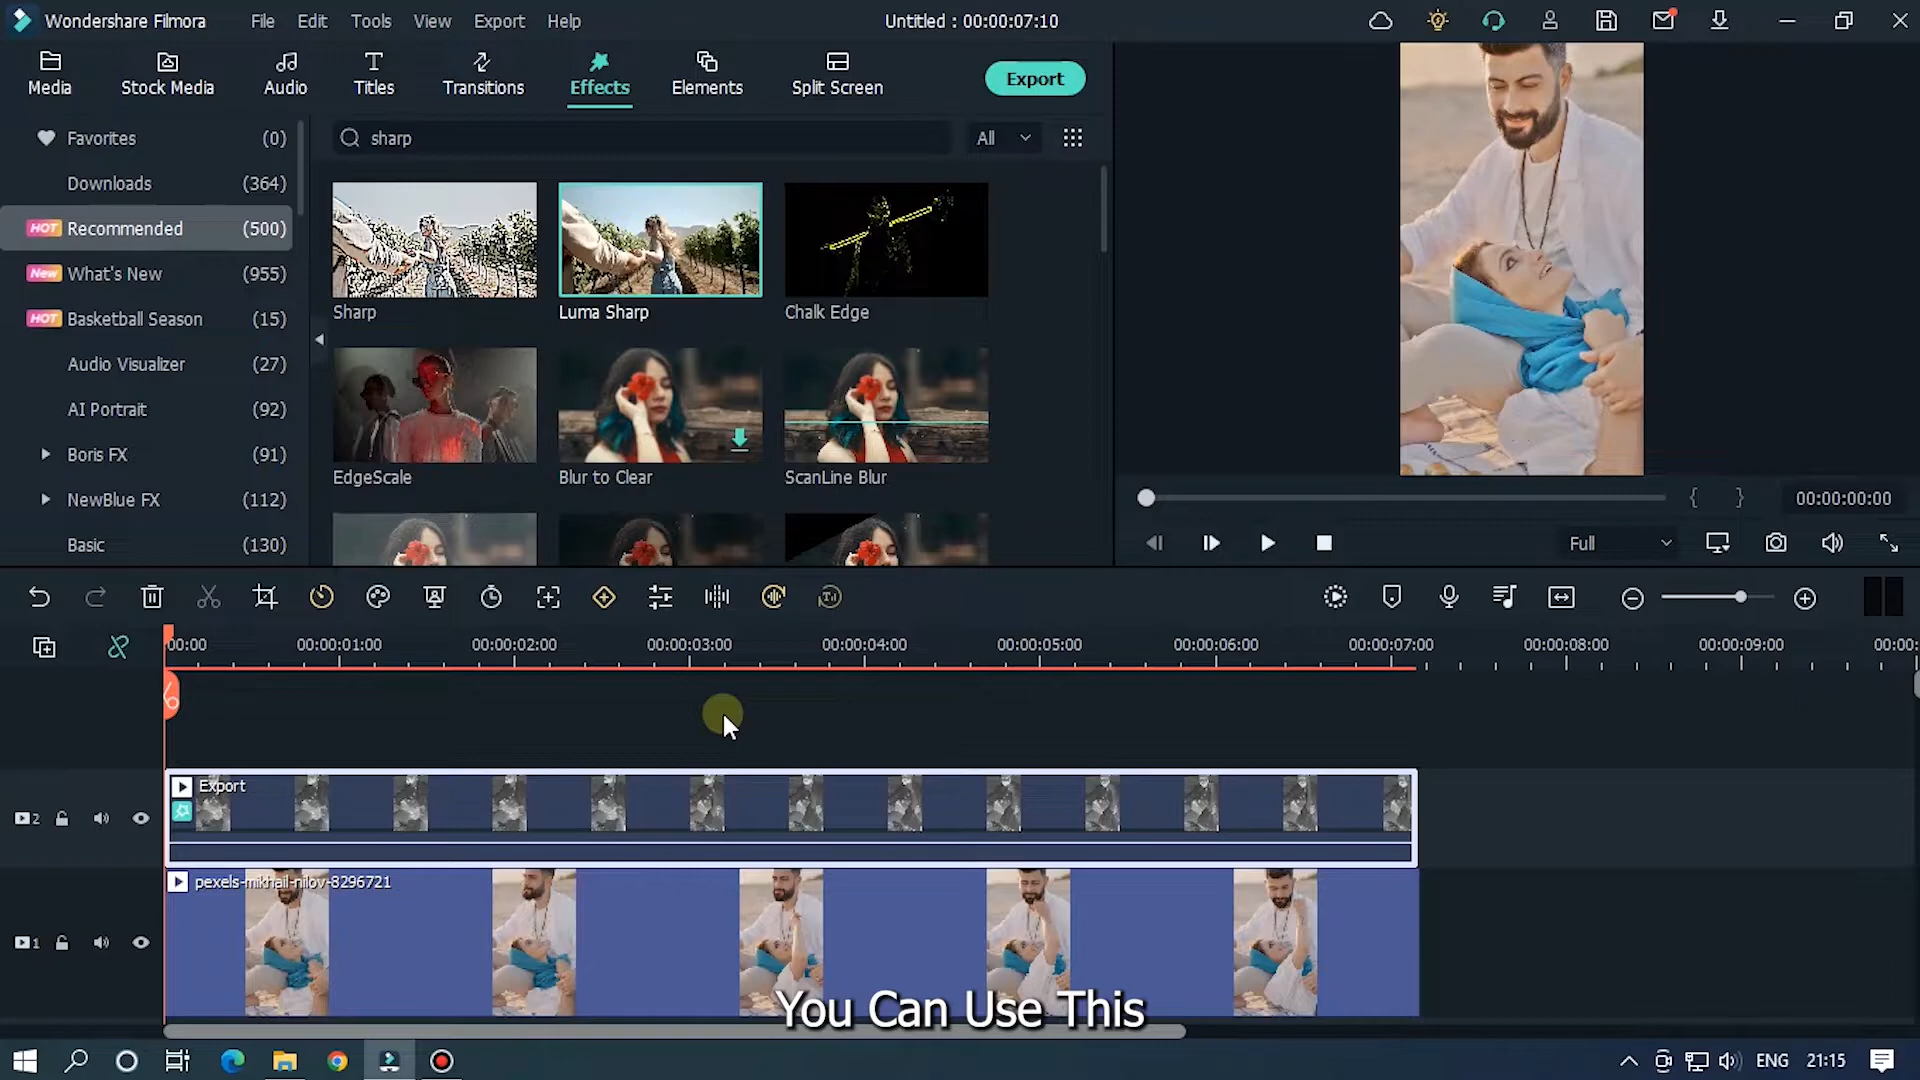 Wondershare Filmora
File
Edit
Tools
View
Export
Help
Untitled : 00:00:07:10
Media
Stock Media
Audio
Titles
Transitions
Effects
Elements
Split Screen
Export
Favorites (0)
Downloads (364)
HOT Recommended (500)
New What's New (955)
HOT Basketball Season (15)
Audio Visualizer (27)
AI Portrait (92)
Boris FX (91)
NewBlue FX (112)
Basic (130)
sharp
All
Sharp
Luma Sharp
Chalk Edge
EdgeScale
Blur to Clear
ScanLine Blur
00:00:00:00
Full
00:00
00:00:01:00
00:00:02:00
00:00:03:00
00:00:04:00
00:00:05:00
00:00:06:00
00:00:07:00
00:00:08:00
00:00:09:00
00:00:
2
Export
1
pexels-mikhail-nilov-8296721
You Can Use This
ENG
21:15